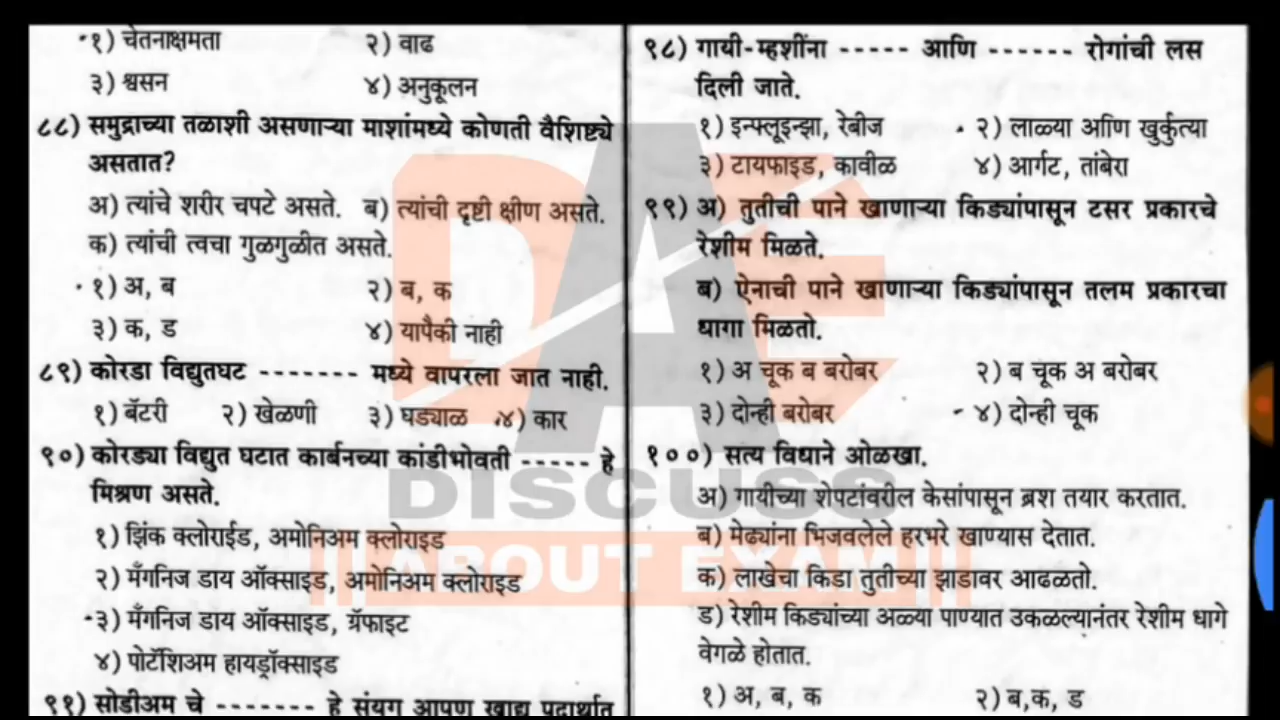 १) चेतनाक्षमता २) वाढ
३) श्वसन ४) अनुकूलन
८८) समुद्राच्या तळाशी असणाऱ्या माशांमध्ये कोणती वैशिष्ट्ये
असतात?
अ) त्यांचे शरीर चपटे असते. ब) त्यांची दृष्टी क्षीण असते.
क) त्यांची त्वचा गुळगुळीत असते.
१) अ, ब २) ब, क
३) क, ड ४) यापैकी नाही
८९) कोरडा विद्युतघट ------- मध्ये वापरला जात नाही.
१) बॅटरी २) खेळणी ३) घड्याळ ४) कार
९०) कोरड्या विद्युत घटात कार्बनच्या कांडीभोवती ----- हे
मिश्रण असते.
१) झिंक क्लोराईड, अमोनिअम क्लोराइड
२) मँगनिज डाय ऑक्साइड, अमोनिअम क्लोराइड
३) मँगनिज डाय ऑक्साइड, ग्रॅफाइट
४) पोटॅशिअम हायड्रॉक्साइड
९१) सोडीअम चे ------- हे संयुग आपण खाद्य पदार्थात
९८) गायी-म्हशींना ----- आणि ------ रोगांची लस
दिली जाते.
१) इन्फ्लूइन्झा, रेबीज २) लाळ्या आणि खुर्कुत्या
३) टायफाइड, कावीळ ४) आर्गट, तांबेरा
९९) अ) तुतीची पाने खाणाऱ्या किड्यांपासून टसर प्रकारचे
रेशीम मिळते.
ब) ऐनाची पाने खाणाऱ्या किड्यांपासून तलम प्रकारचा
धागा मिळतो.
१) अ चूक ब बरोबर २) ब चूक अ बरोबर
३) दोन्ही बरोबर ४) दोन्ही चूक
१००) सत्य विधाने ओळखा.
अ) गायीच्या शेपटांवरील केसांपासून ब्रश तयार करतात.
ब) मेढ्यांना भिजवलेले हरभरे खाण्यास देतात.
क) लाखेचा किडा तुतीच्या झाडावर आढळतो.
ड) रेशीम किड्यांच्या अळ्या पाण्यात उकळल्यानंतर रेशीम धागे
वेगळे होतात.
१) अ, ब, क २) ब,क, ड
DAE
DISCUSS
ABOUT EXAM